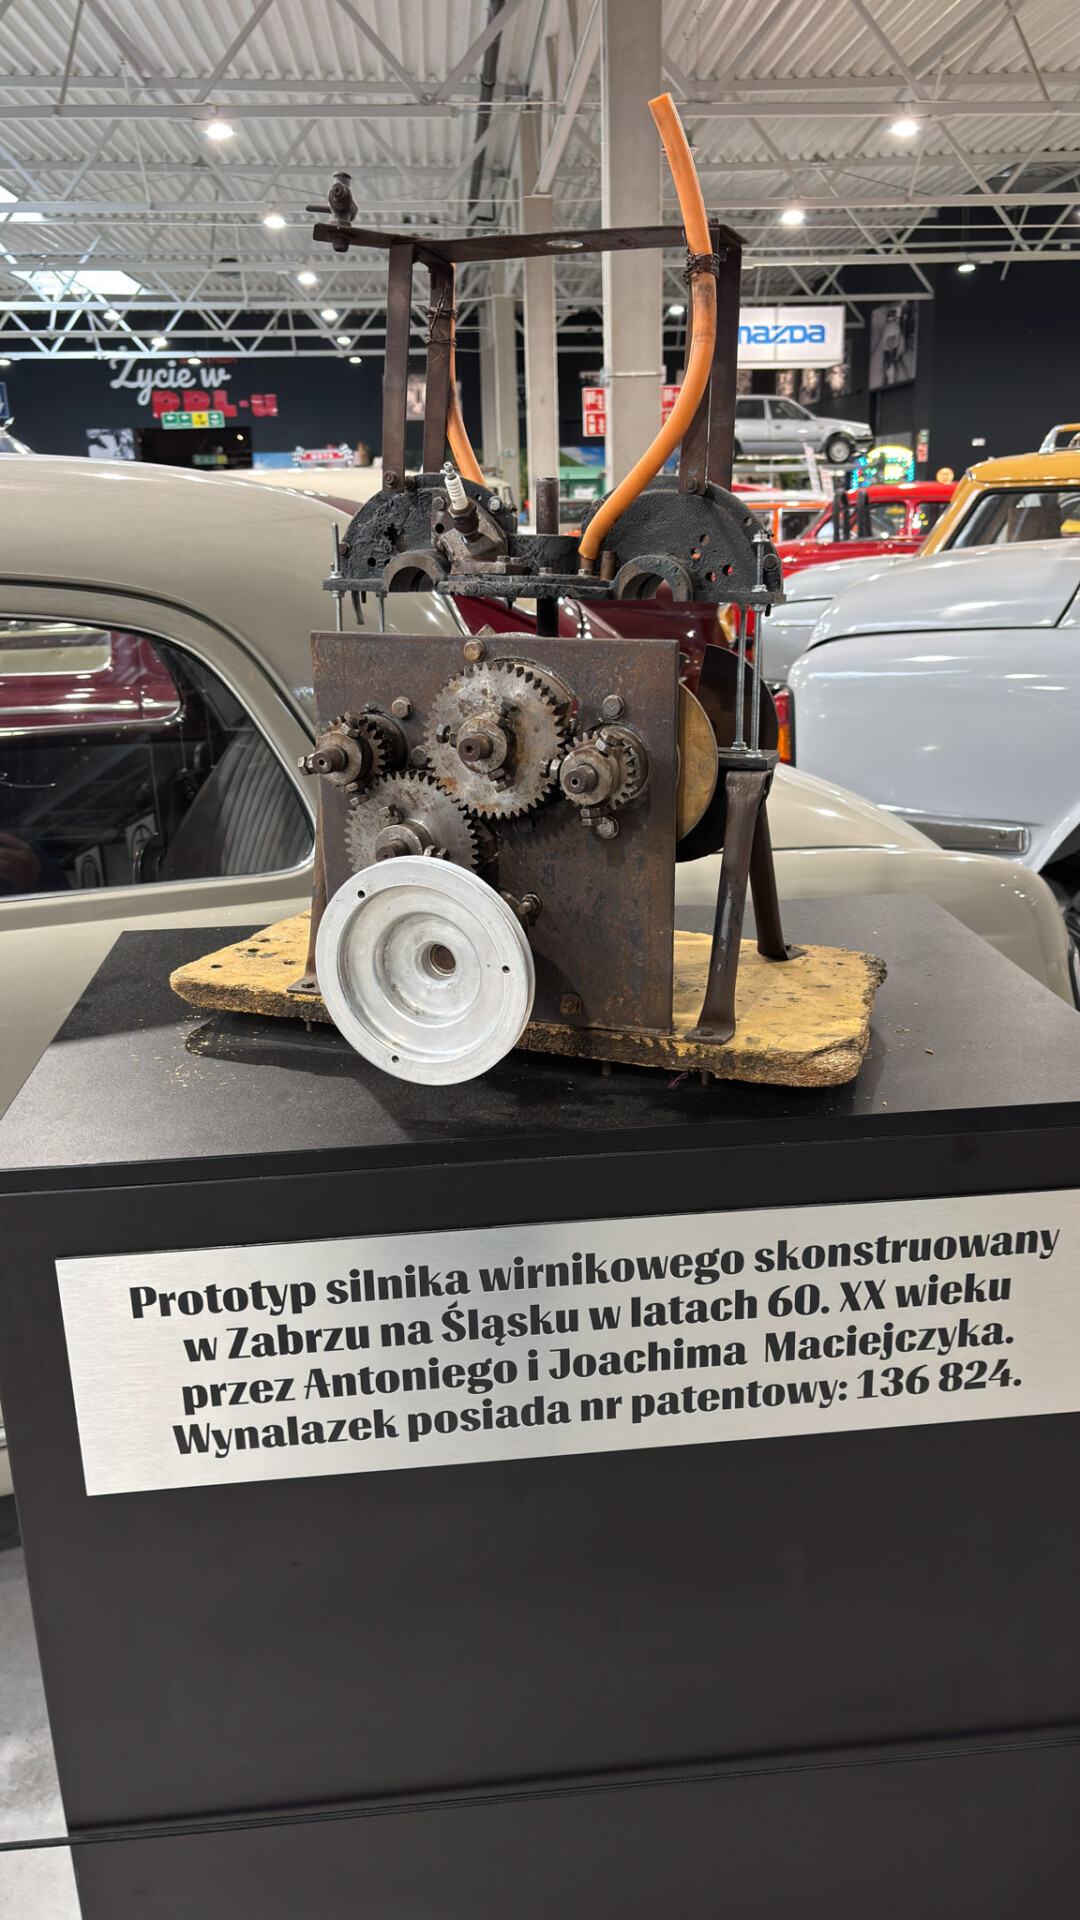 Życie w
PRL-u
mazda
Prototyp silnika wirnikowego skonstruowany
w Zabrzu na Śląsku w latach 60. XX wieku
przez Antoniego i Joachima Maciejczyka.
Wynalazek posiada nr patentowy: 136 824.